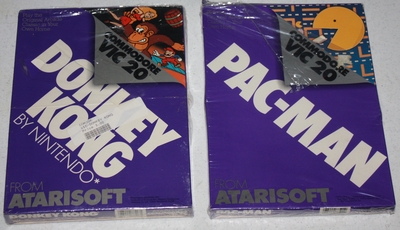 COMMODORE
VIC 20
DONKEY
KONG
BY NINTENDO*
FROM
ATARISOFT
DONKEY KONG
COMMODORE
VIC 20
PAC-MAN
FROM
ATARISOFT
PAC-MAN